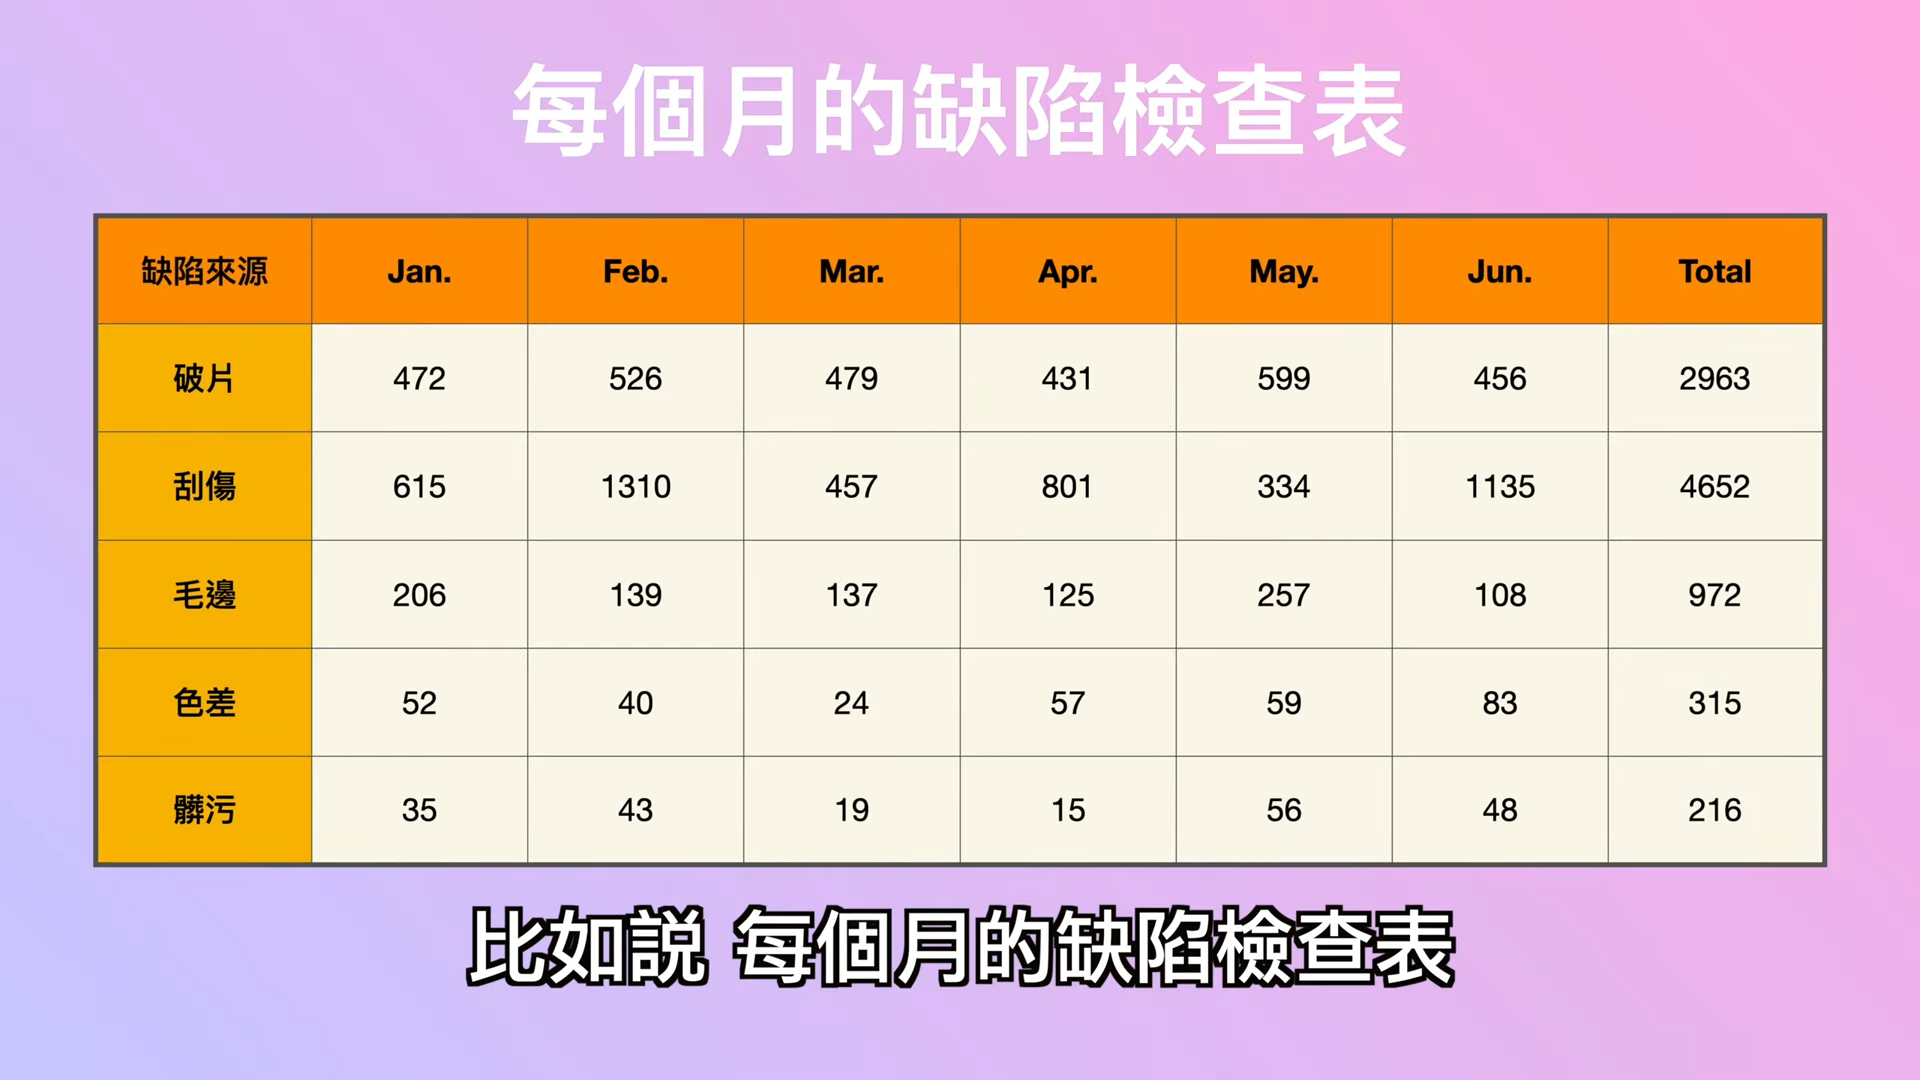 每個月的缺陷檢查表
缺陷來源 Jan. Feb. Mar. Apr. May. Jun. Total
破片 472 526 479 431 599 456 2963
刮傷 615 1310 457 801 334 1135 4652
毛邊 206 139 137 125 257 108 972
色差 52 40 24 57 59 83 315
髒污 35 43 19 15 56 48 216
比如說 每個月的缺陷檢查表